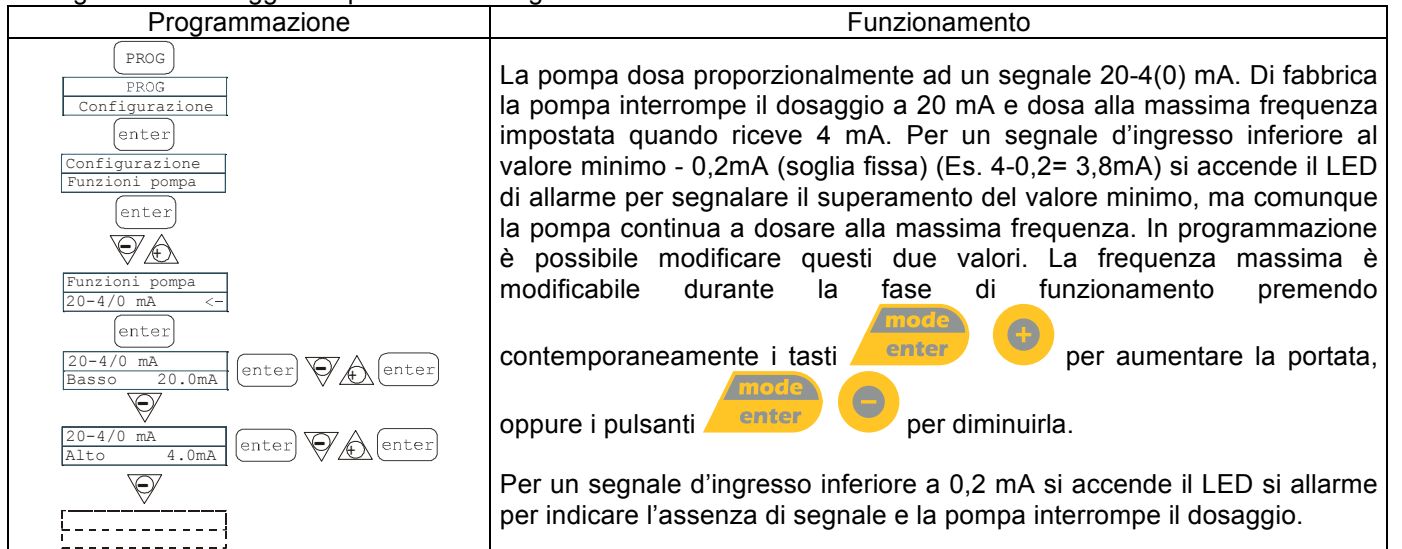 Programmazione
Funzionamento
PROG
PROG
Configurazione
enter
Configurazione
Funzioni pompa
enter
- +
Funzioni pompa
20-4/0 mA <-
enter
20-4/0 mA
Basso 20.0mA
enter - + enter
-
20-4/0 mA
Alto 4.0mA
enter - + enter
-
La pompa dosa proporzionalmente ad un segnale 20-4(0) mA. Di fabbrica
la pompa interrompe il dosaggio a 20 mA e dosa alla massima frequenza
impostata quando riceve 4 mA. Per un segnale d’ingresso inferiore al
valore minimo - 0,2mA (soglia fissa) (Es. 4-0,2= 3,8mA) si accende il LED
di allarme per segnalare il superamento del valore minimo, ma comunque
la pompa continua a dosare alla massima frequenza. In programmazione
è possibile modificare questi due valori. La frequenza massima è
modificabile durante la fase di funzionamento premendo
contemporaneamente i tasti mode enter + per aumentare la portata,
oppure i pulsanti mode enter - per diminuirla.
Per un segnale d’ingresso inferiore a 0,2 mA si accende il LED si allarme
per indicare l’assenza di segnale e la pompa interrompe il dosaggio.